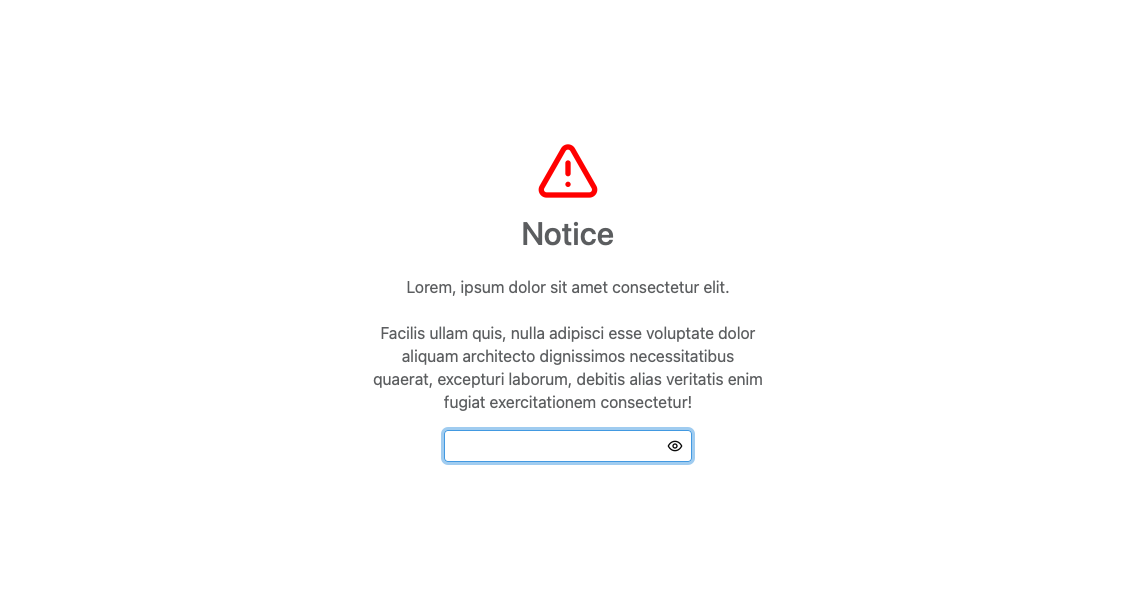 Notice
Lorem, ipsum dolor sit amet consectetur elit.
Facilis ullam quis, nulla adipisci esse voluptate dolor
aliquam architecto dignissimos necessitatibus
quaerat, excepturi laborum, debitis alias veritatis enim
fugiat exercitationem consectetur!